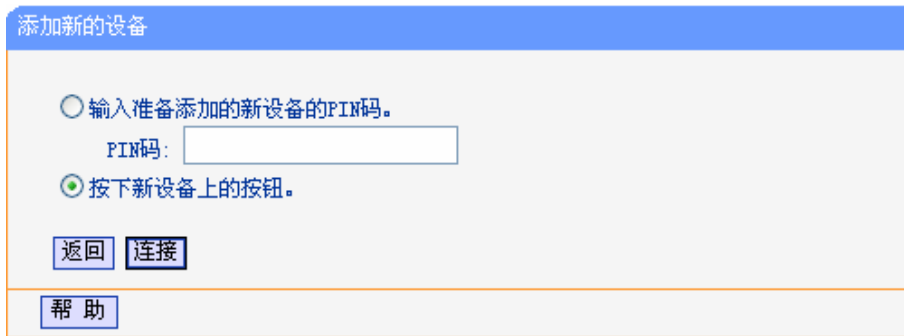 添加新的设备
输入准备添加的新设备的PIN码。
PIN码：
按下新设备上的按钮。
返回 连接
帮 助